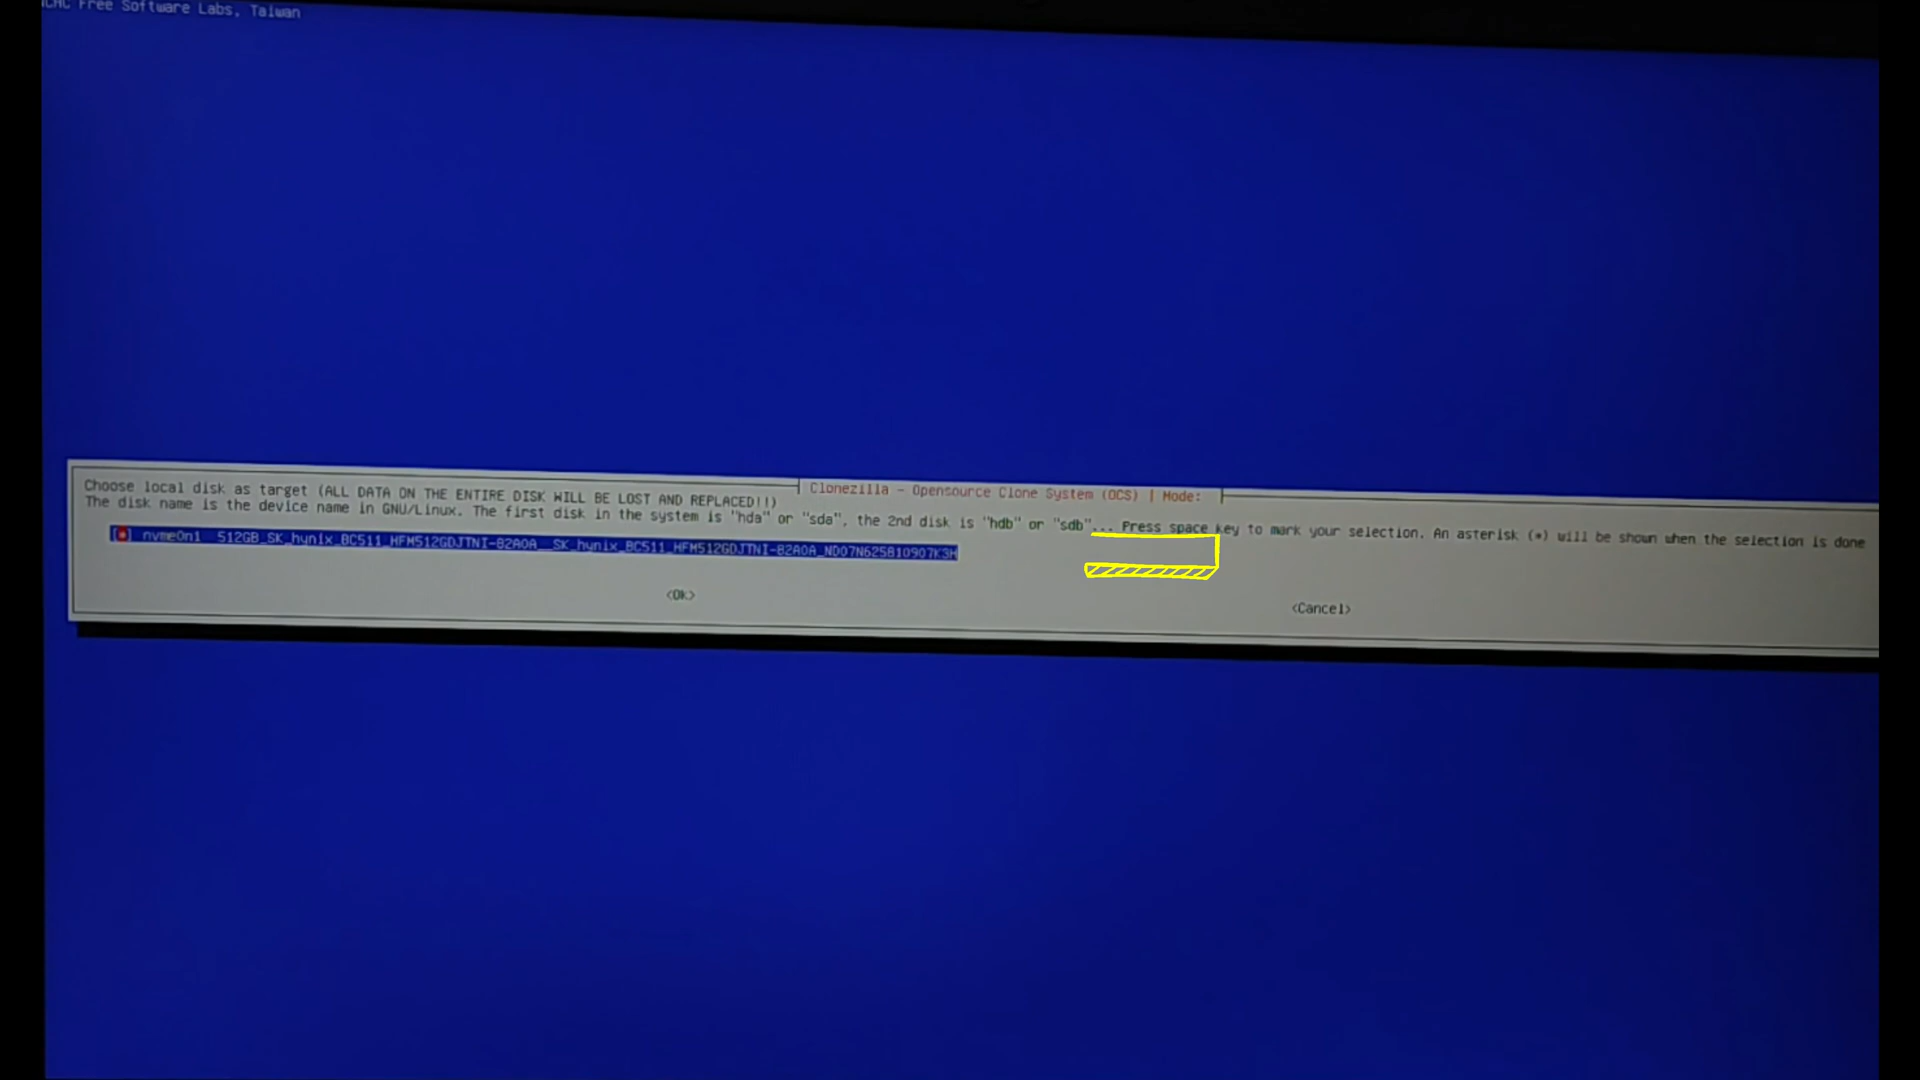 Free Software Labs, Taiwan
Clonezilla - Opensource Clone System (OCS) | Mode:
Choose local disk as target (ALL DATA ON THE ENTIRE DISK WILL BE LOST AND REPLACED!!)
The disk name is the device name in GNU/Linux. The first disk in the system is "hda" or "sda", the 2nd disk is "hdb" or "sdb"... Press space key to mark your selection. An asterisk (*) will be shown when the selection is done
[*] nvme0n1 512GB_SK_hynix_BC511_HFM512GDJTNI-82A0A__SK_hynix_BC511_HFM512GDJTNI-82A0A_ND07N625810907K3H
<Ok>
<Cancel>